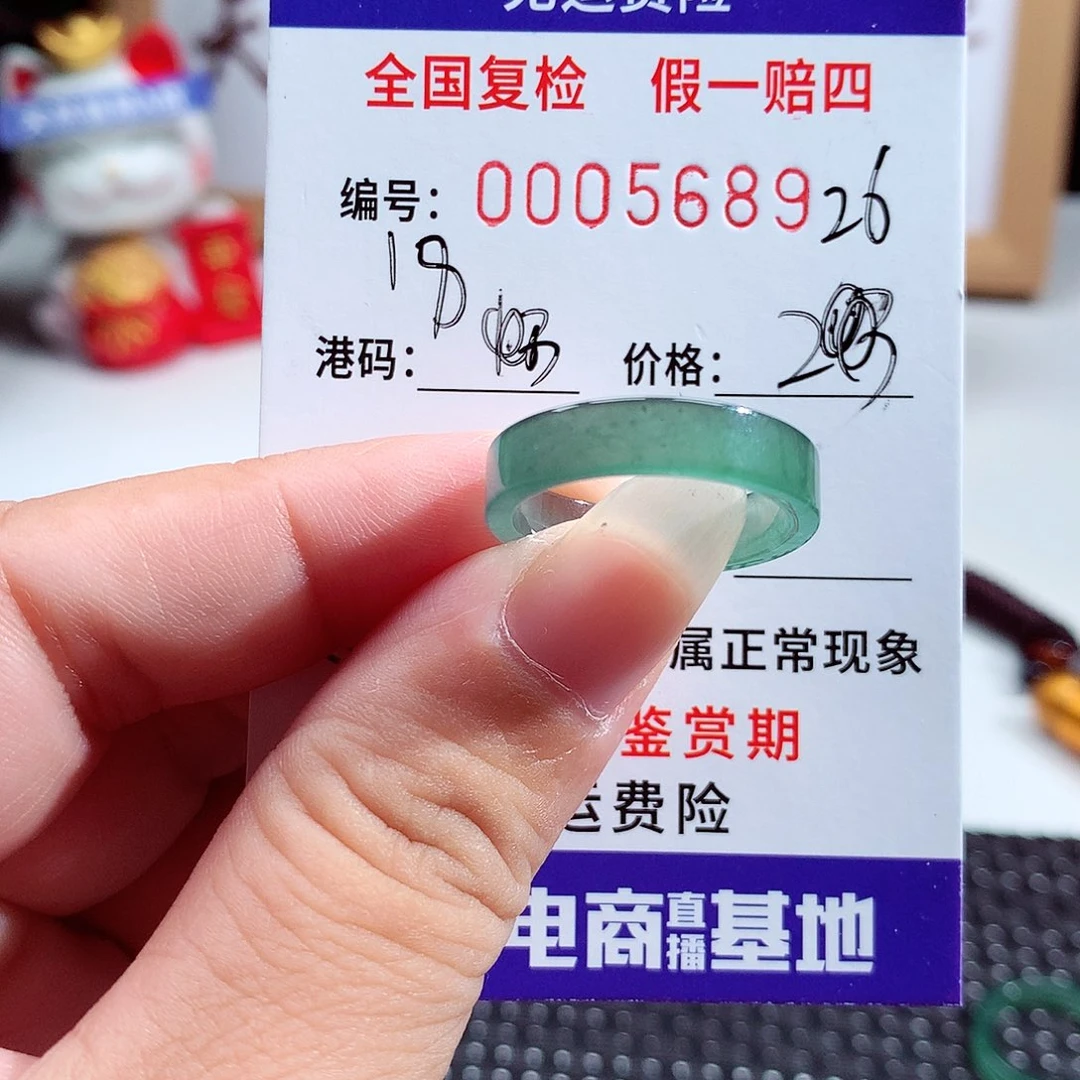 全国复检 假一赔四
编号: 000568926
18
港码: 价格:
属正常现象
鉴赏期
运费险
电商直播基地